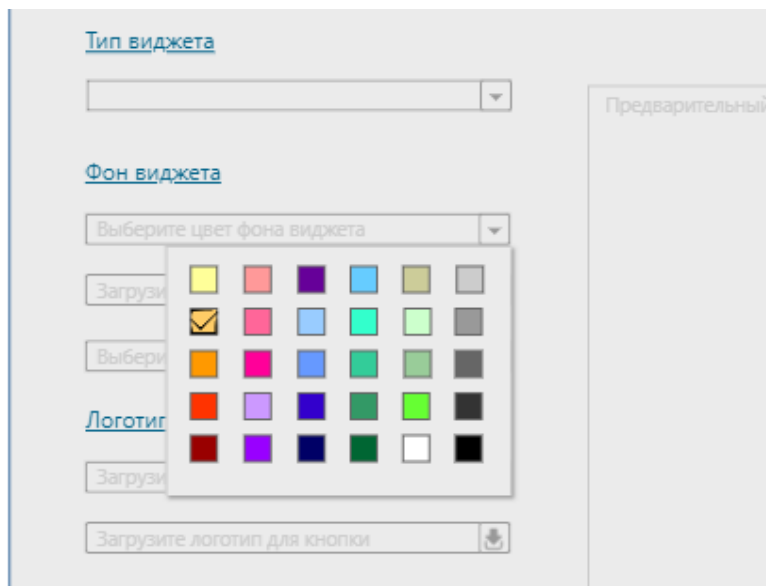 Тип виджета
Предварительный
Фон виджета
Выберите цвет фона виджета
Загрузи
Выбери
Логотип
Загрузи
Загрузите логотип для кнопки